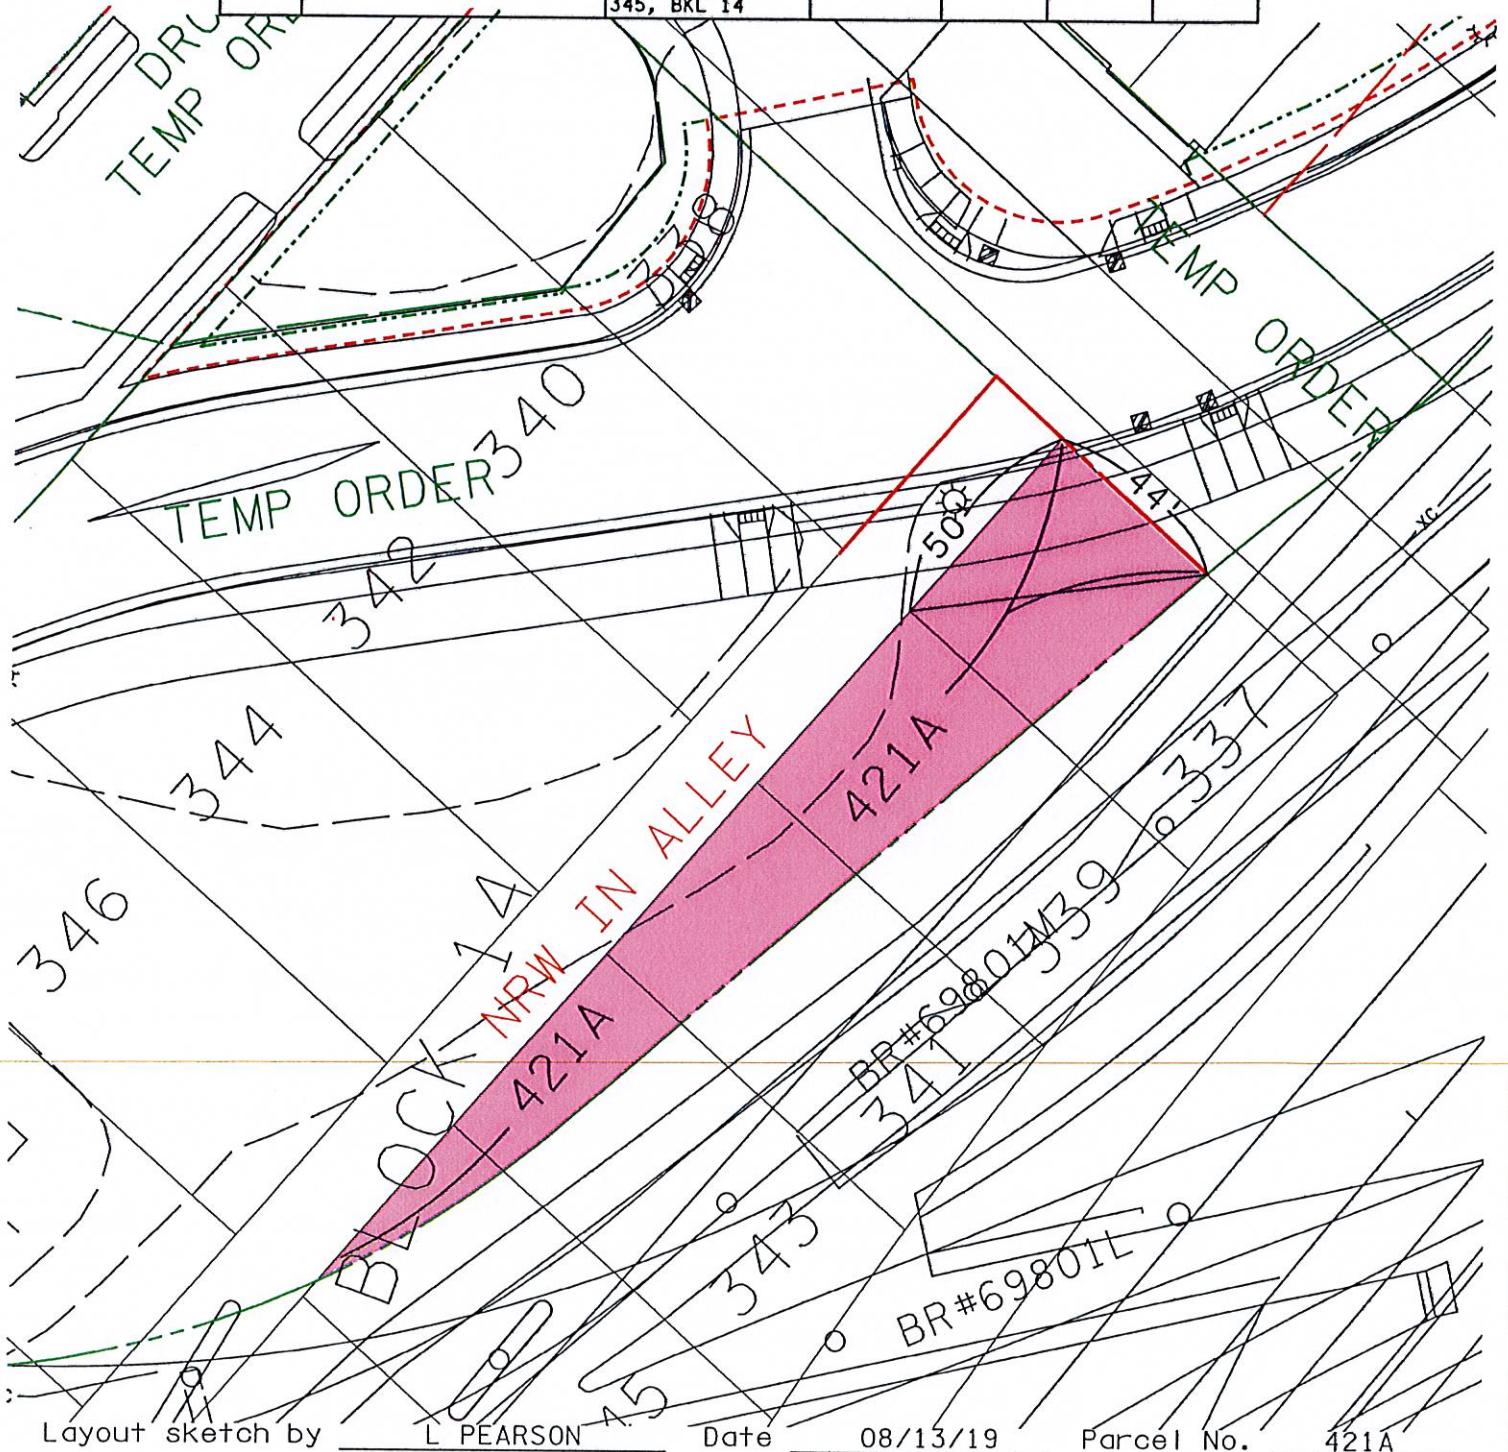 345, BKL 14
TEMP ORD
TEMP ORDER
340
TEMP ORDER
342
50'
44'
344
NRW IN ALLEY
421A
337
346
BLOCK 14
BR#69801M
339
421A
341
343
BR#69801L
Layout sketch by L PEARSON Date 08/13/19 Parcel No. 421A